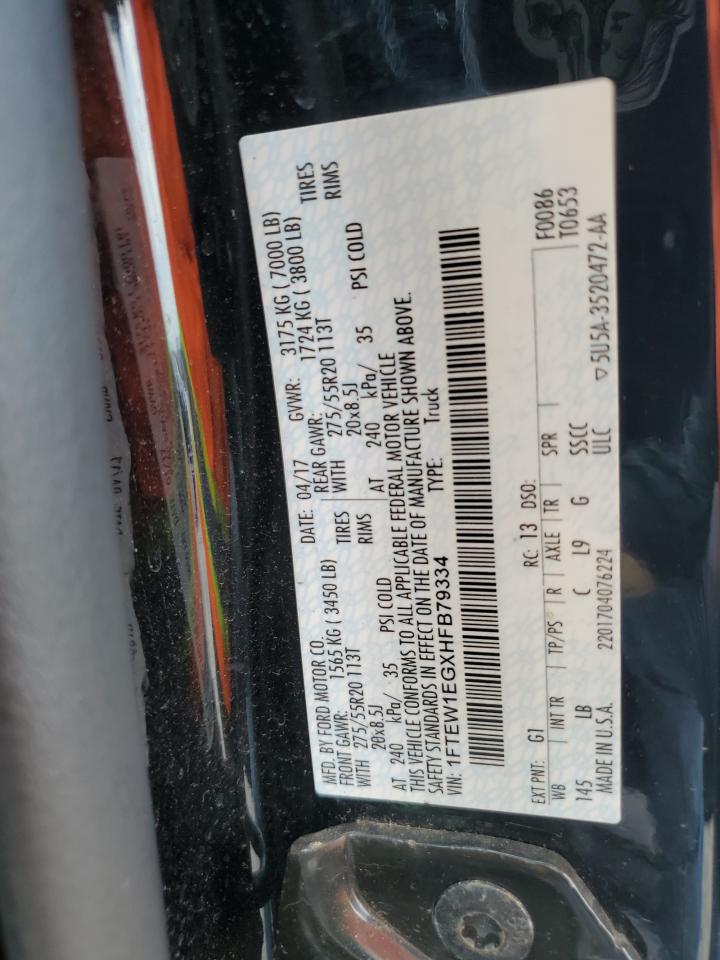 MFD. BY FORD MOTOR CO.
DATE: 04/17 GVWR: 3175 KG ( 7000 LB)
FRONT GAWR: 1565 KG ( 3450 LB) REAR GAWR: 1724 KG ( 3800 LB)
WITH 275/55R20 113T TIRES WITH 275/55R20 113T TIRES
20x8.5J RIMS 20x8.5J RIMS
AT 240 kPa/ 35 PSI COLD AT 240 kPa/ 35 PSI COLD
THIS VEHICLE CONFORMS TO ALL APPLICABLE FEDERAL MOTOR VEHICLE
SAFETY STANDARDS IN EFFECT ON THE DATE OF MANUFACTURE SHOWN ABOVE.
VIN: 1FTEW1EGXHFB79334 TYPE: Truck
EXT PNT: G1 RC: 13 DSO: F0086
WB INT TR TP/PS R AXLE TR SPR T0653
145 LB C L9 G SSCC
MADE IN U.S.A. 2201704076224 ULC ▽5U5A-3520472-AA